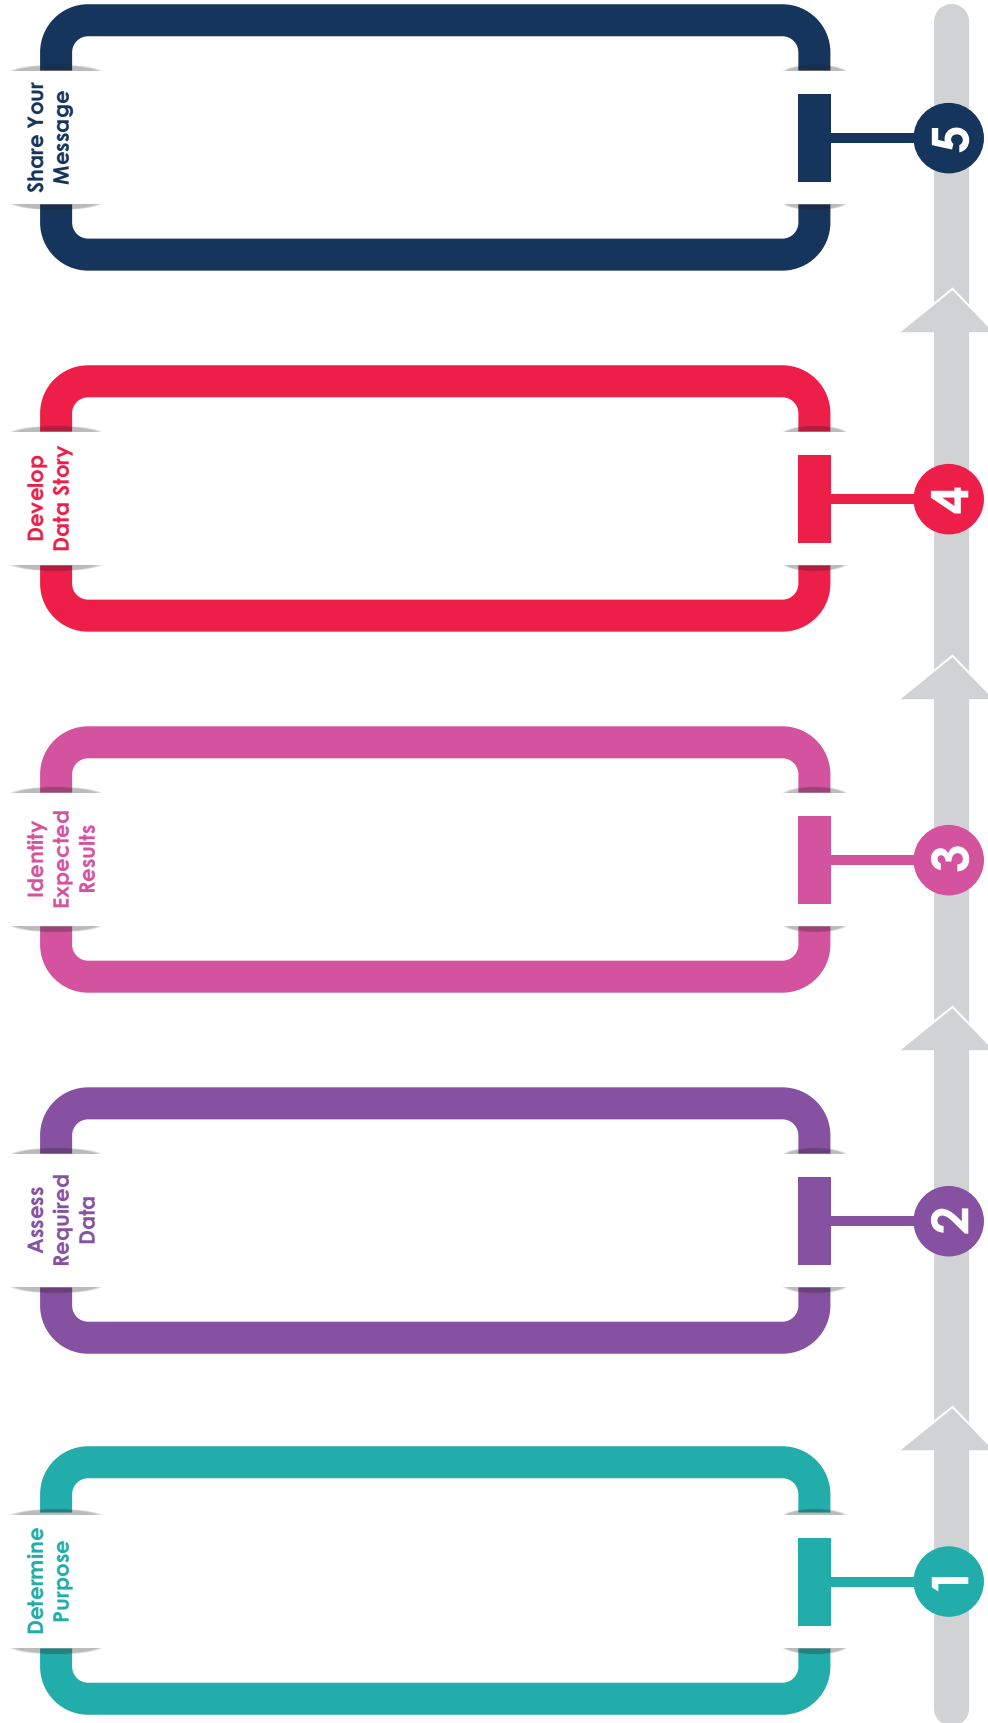 Determine
Purpose
1
Assess
Required
Data
2
Identity
Expected
Results
3
Develop
Data Story
4
Share Your
Message
5